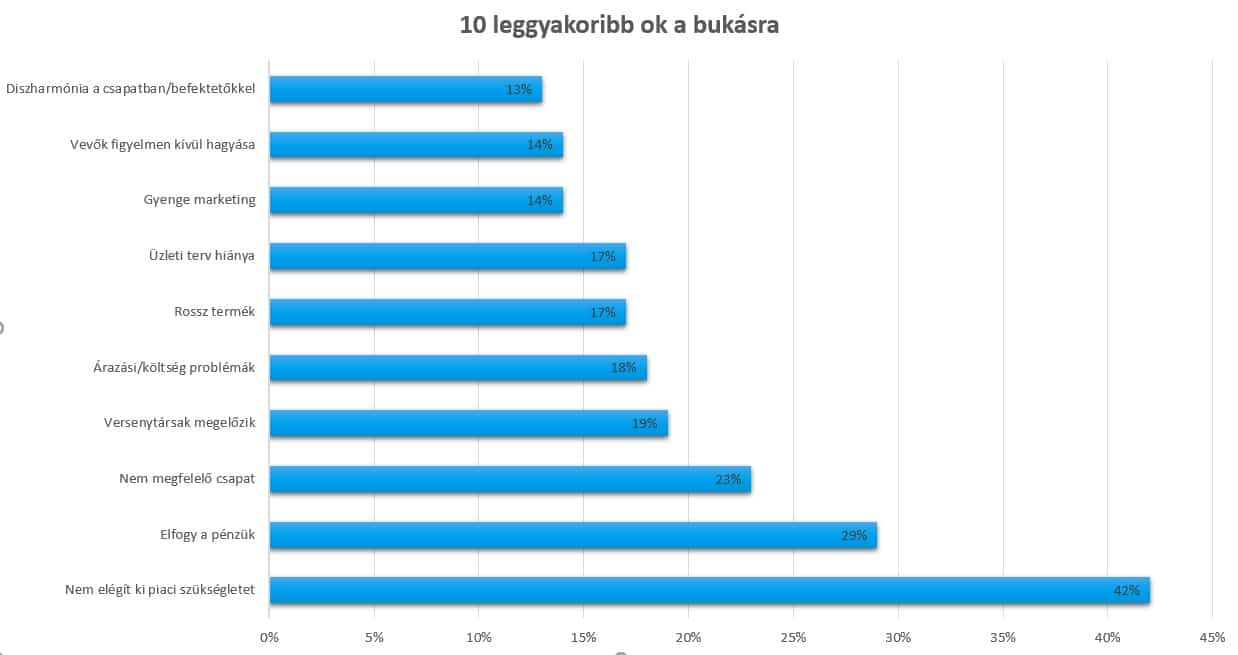 10 leggyakoribb ok a bukásra
Diszharmónia a csapatban/befektetőkkel
13%
Vevők figyelmen kívül hagyása
14%
Gyenge marketing
14%
Üzleti terv hiánya
17%
Rossz termék
17%
Árazási/költség problémák
18%
Versenytársak megelőzik
19%
Nem megfelelő csapat
23%
Elfogy a pénzük
29%
Nem elégít ki piaci szükségletet
42%
0% 5% 10% 15% 20% 25% 30% 35% 40% 45%